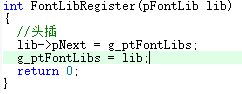 int FontLibRegister(pFontLib lib)
{
//头插
lib->pNext = g_ptFontLibs;
g_ptFontLibs = lib;
return 0;
}